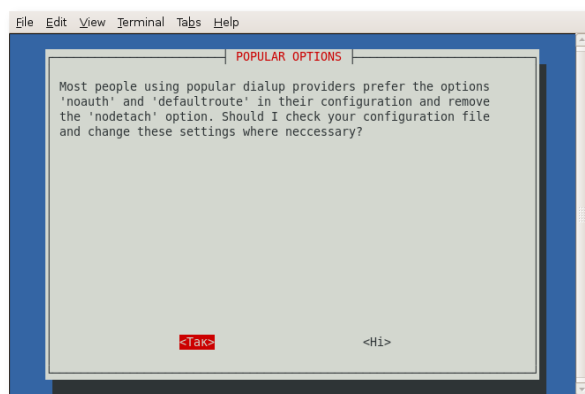 File Edit View Terminal Tabs Help
POPULAR OPTIONS
Most people using popular dialup providers prefer the options
'noauth' and 'defaultroute' in their configuration and remove
the 'nodetach' option. Should I check your configuration file
and change these settings where neccessary?
<Так> <Ні>